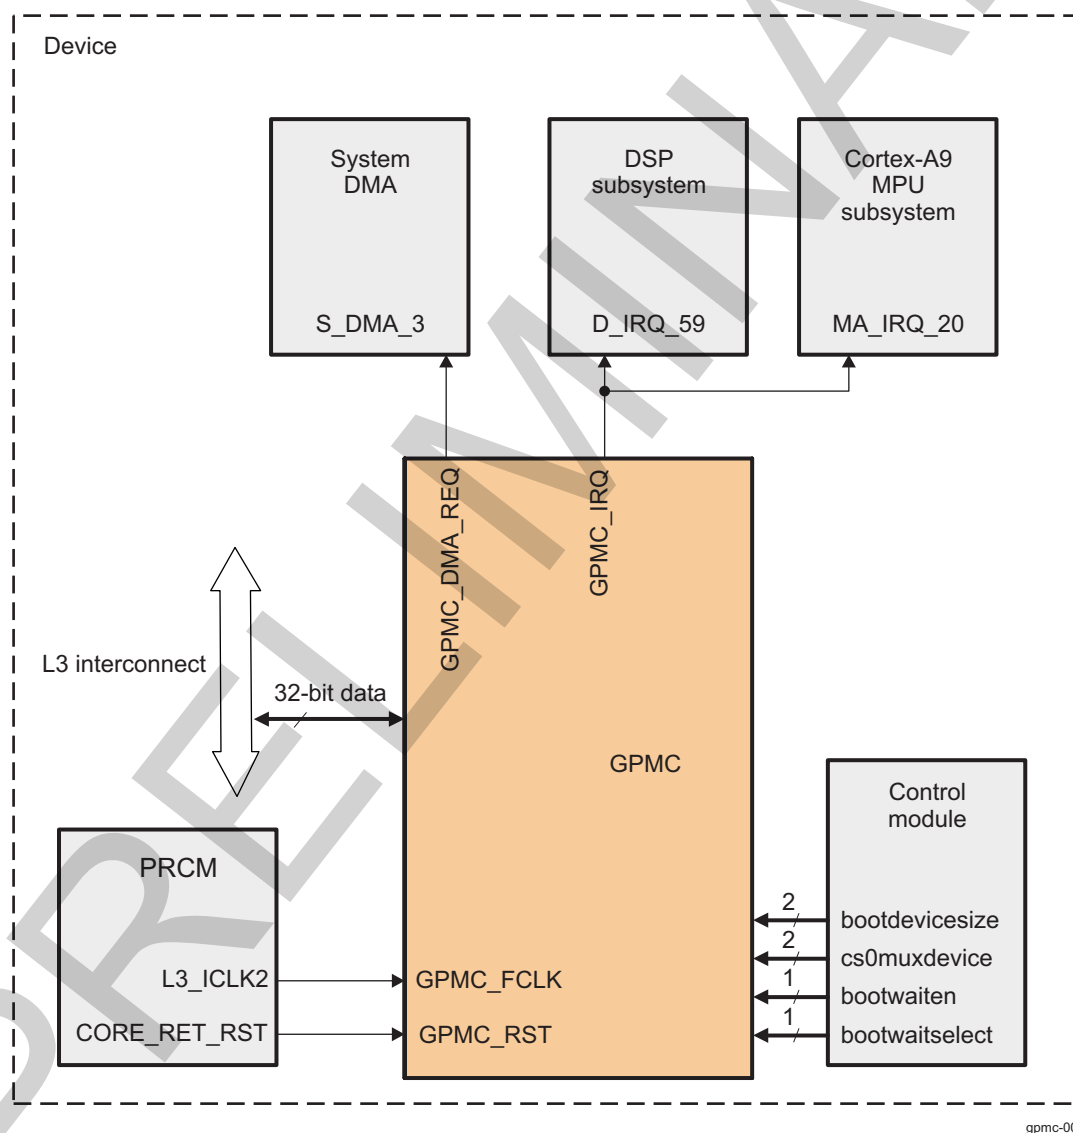 Device
System
DMA
DSP
subsystem
Cortex-A9
MPU
subsystem
S_DMA_3
D_IRQ_59
MA_IRQ_20
GPMC_DMA_REQ
GPMC_IRQ
L3 interconnect
32-bit data
GPMC
Control
module
PRCM
2
bootdevicesize
2
cs0muxdevice
L3_ICLK2
GPMC_FCLK
1
bootwaiten
CORE_RET_RST
GPMC_RST
1
bootwaitselect